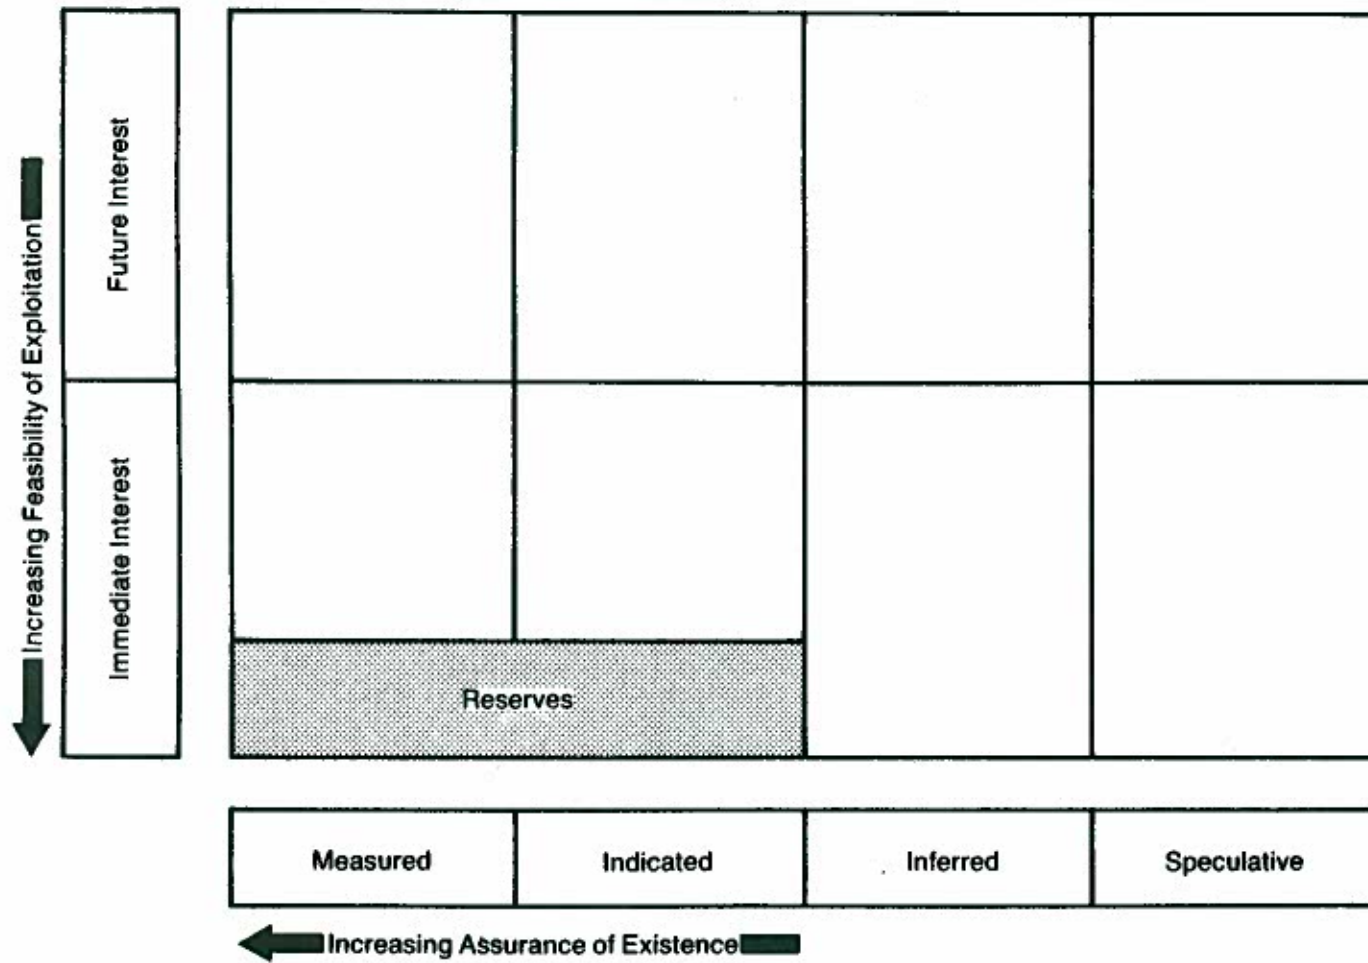 Increasing Feasibility of Exploitation
Future Interest
Immediate Interest
Reserves
Measured
Indicated
Inferred
Speculative
Increasing Assurance of Existence